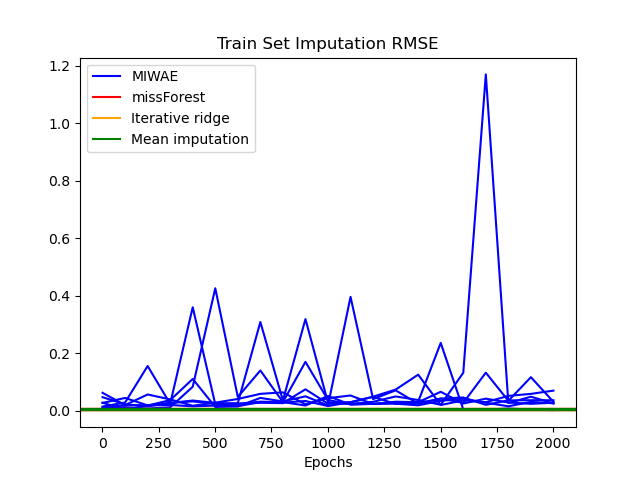 Train Set Imputation RMSE
MIWAE
missForest
Iterative ridge
Mean imputation
1.2
1.0
0.8
0.6
0.4
0.2
0.0
0 250 500 750 1000 1250 1500 1750 2000
Epochs